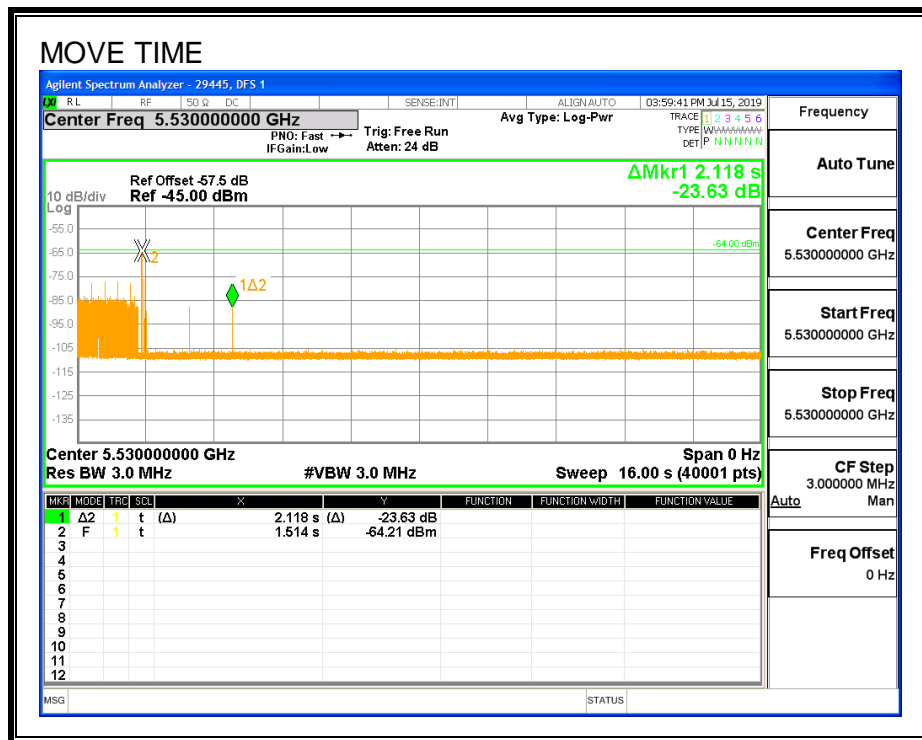 MOVE TIME
Agilent Spectrum Analyzer - 29445, DFS 1
LXI RL RF 50 Ω DC SENSE:INT ALIGN AUTO 03:59:41 PM Jul 15, 2019
Center Freq 5.530000000 GHz
PNO: Fast
IFGain:Low
Trig: Free Run
Atten: 24 dB
Avg Type: Log-Pwr
TRACE 1 2 3 4 5 6
TYPE WWWWWW
DET P N N N N N
Ref Offset -57.5 dB
10 dB/div Ref -45.00 dBm
Log
ΔMkr1 2.118 s
-23.63 dB
-55.0
-65.0
-75.0
-85.0
-95.0
-105
-115
-125
-135
-64.00 dBm
2
1Δ2
Center 5.530000000 GHz Span 0 Hz
Res BW 3.0 MHz #VBW 3.0 MHz Sweep 16.00 s (40001 pts)
MKR MODE TRC SCL X Y FUNCTION FUNCTION WIDTH FUNCTION VALUE
1 Δ2 1 t (Δ) 2.118 s (Δ) -23.63 dB
2 F 1 t 1.514 s -64.21 dBm
3
4
5
6
7
8
9
10
11
12
MSG STATUS
Frequency
Auto Tune
Center Freq
5.530000000 GHz
Start Freq
5.530000000 GHz
Stop Freq
5.530000000 GHz
CF Step
3.000000 MHz
Auto Man
Freq Offset
0 Hz